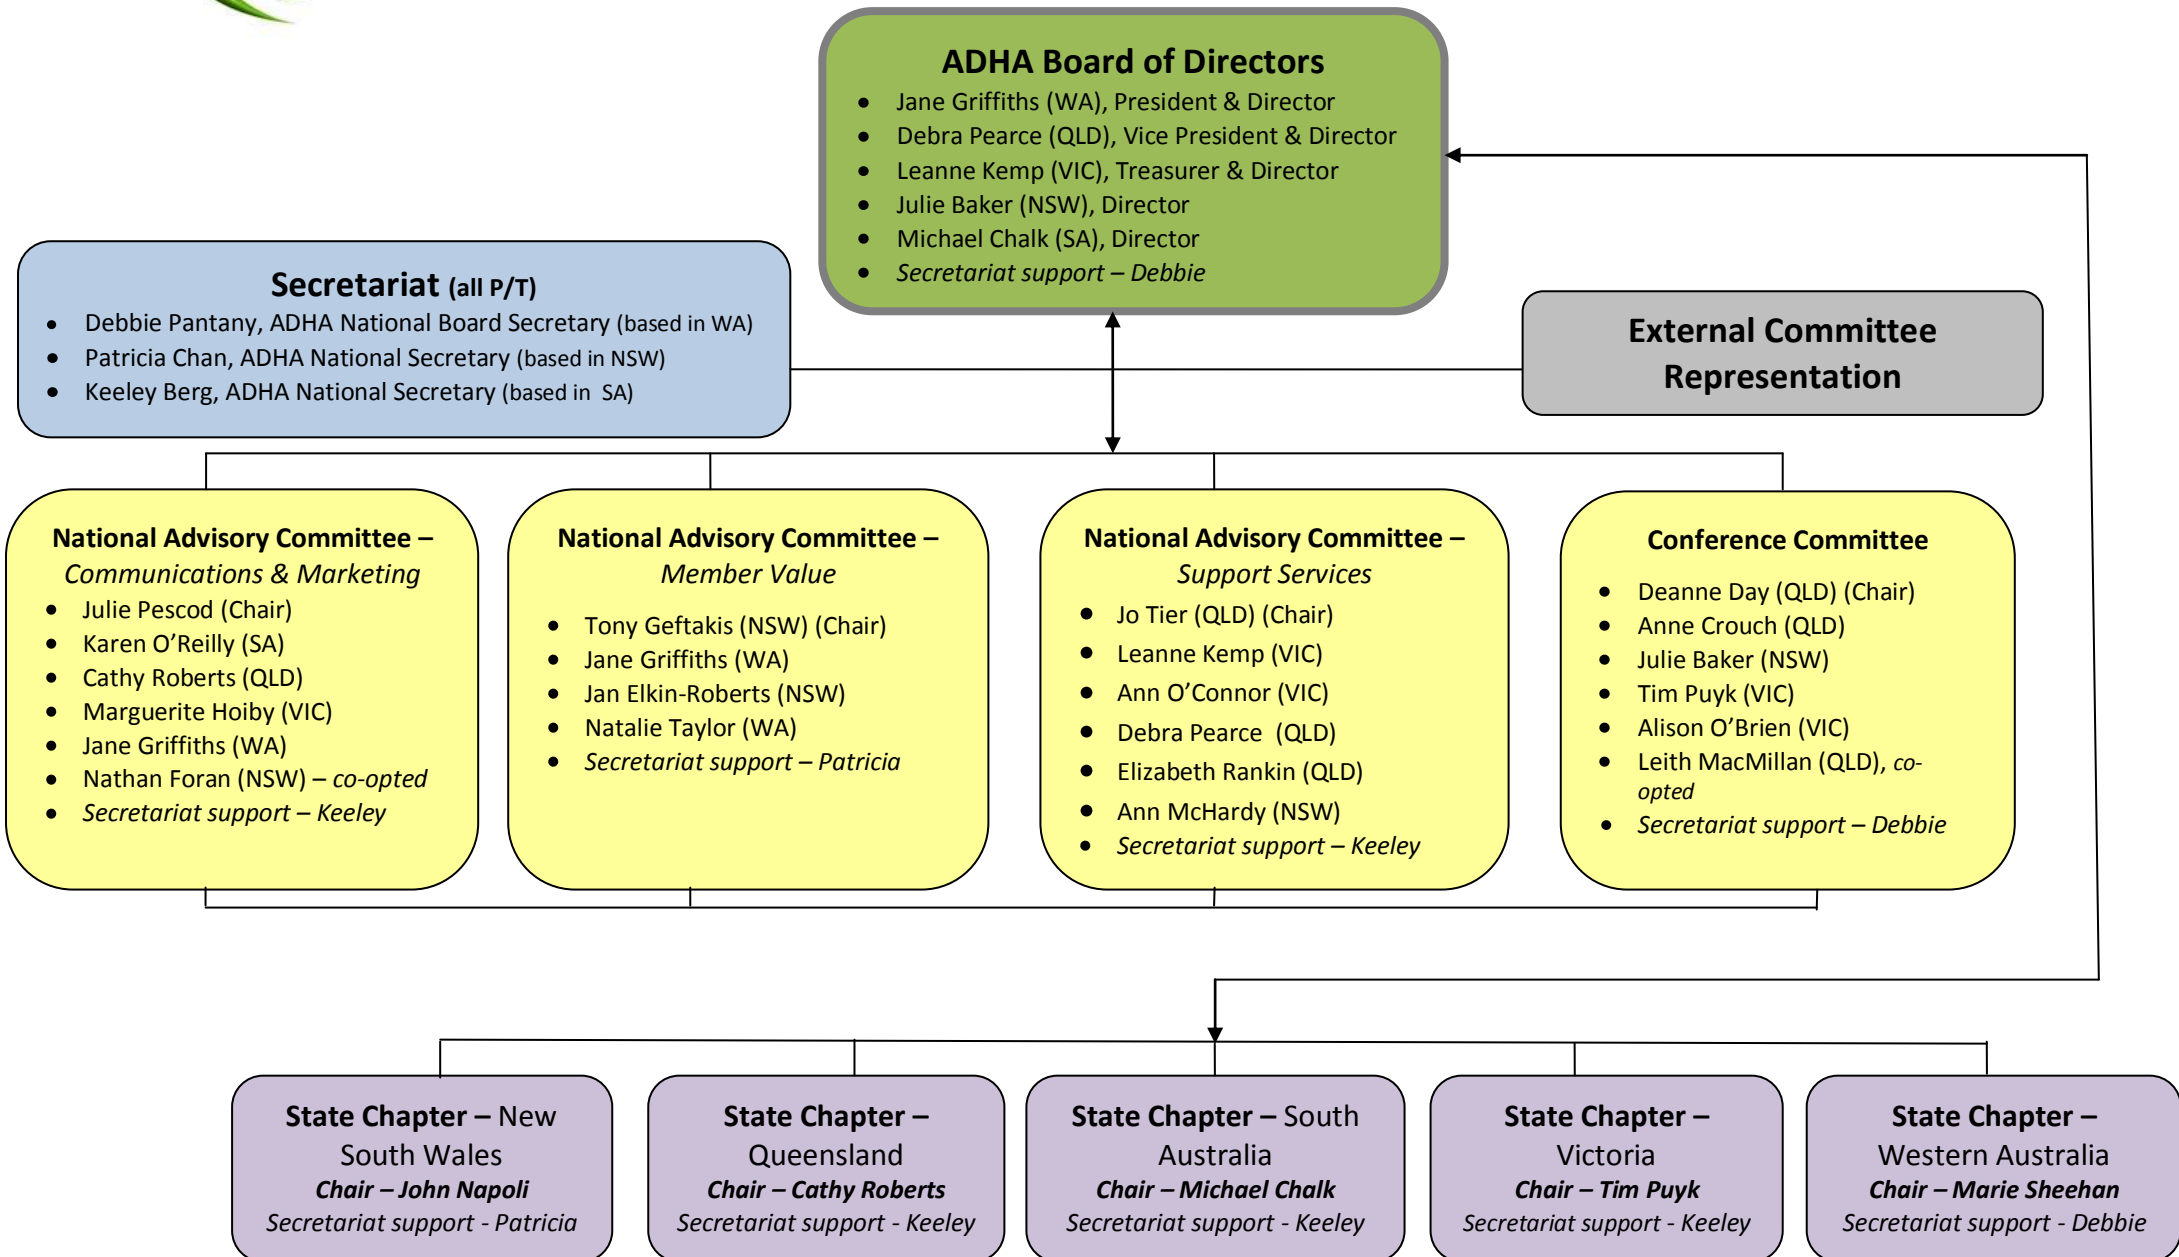 ADHA Board of Directors
• Jane Griffiths (WA), President & Director
• Debra Pearce (QLD), Vice President & Director
• Leanne Kemp (VIC), Treasurer & Director
• Julie Baker (NSW), Director
• Michael Chalk (SA), Director
• Secretariat support – Debbie
Secretariat (all P/T)
• Debbie Pantany, ADHA National Board Secretary (based in WA)
• Patricia Chan, ADHA National Secretary (based in NSW)
• Keeley Berg, ADHA National Secretary (based in SA)
External Committee
Representation
National Advisory Committee –
Communications & Marketing
• Julie Pescod (Chair)
• Karen O’Reilly (SA)
• Cathy Roberts (QLD)
• Marguerite Hoiby (VIC)
• Jane Griffiths (WA)
• Nathan Foran (NSW) – co-opted
• Secretariat support – Keeley
National Advisory Committee –
Member Value
• Tony Geftakis (NSW) (Chair)
• Jane Griffiths (WA)
• Jan Elkin-Roberts (NSW)
• Natalie Taylor (WA)
• Secretariat support – Patricia
National Advisory Committee –
Support Services
• Jo Tier (QLD) (Chair)
• Leanne Kemp (VIC)
• Ann O’Connor (VIC)
• Debra Pearce (QLD)
• Elizabeth Rankin (QLD)
• Ann McHardy (NSW)
• Secretariat support – Keeley
Conference Committee
• Deanne Day (QLD) (Chair)
• Anne Crouch (QLD)
• Julie Baker (NSW)
• Tim Puyk (VIC)
• Alison O’Brien (VIC)
• Leith MacMillan (QLD), co-
opted
• Secretariat support – Debbie
State Chapter – New
South Wales
Chair – John Napoli
Secretariat support - Patricia
State Chapter –
Queensland
Chair – Cathy Roberts
Secretariat support - Keeley
State Chapter – South
Australia
Chair – Michael Chalk
Secretariat support - Keeley
State Chapter –
Victoria
Chair – Tim Puyk
Secretariat support - Keeley
State Chapter –
Western Australia
Chair – Marie Sheehan
Secretariat support - Debbie